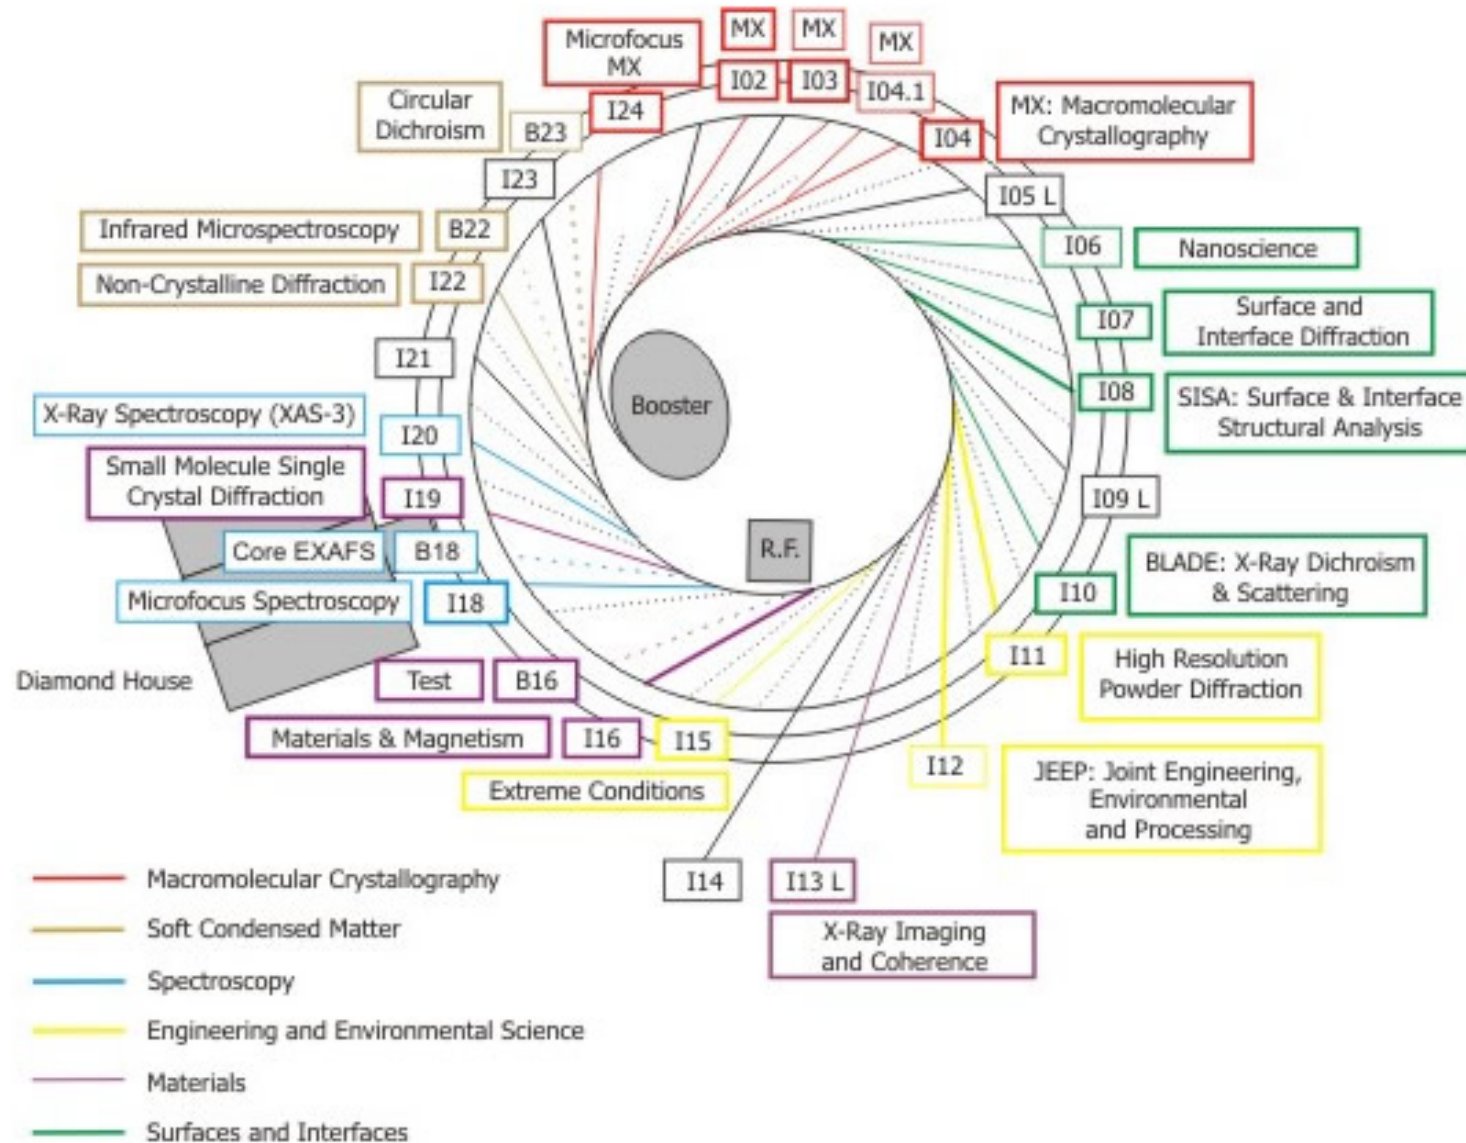 Microfocus
MX
MX
MX
MX
I24
I02
I03
I04.1
I04
MX: Macromolecular
Crystallography
Circular
Dichroism
B23
I23
I05 L
Infrared Microspectroscopy
B22
I06
Nanoscience
Non-Crystalline Diffraction
I22
I07
Surface and
Interface Diffraction
I21
I08
SISA: Surface & Interface
Structural Analysis
Booster
X-Ray Spectroscopy (XAS-3)
I20
Small Molecule Single
Crystal Diffraction
I19
I09 L
Core EXAFS
B18
R.F.
BLADE: X-Ray Dichroism
& Scattering
I10
Microfocus Spectroscopy
I18
I11
High Resolution
Powder Diffraction
Diamond House
Test
B16
Materials & Magnetism
I16
I15
I12
JEEP: Joint Engineering,
Environmental
and Processing
Extreme Conditions
I14
I13 L
X-Ray Imaging
and Coherence
Macromolecular Crystallography
Soft Condensed Matter
Spectroscopy
Engineering and Environmental Science
Materials
Surfaces and Interfaces